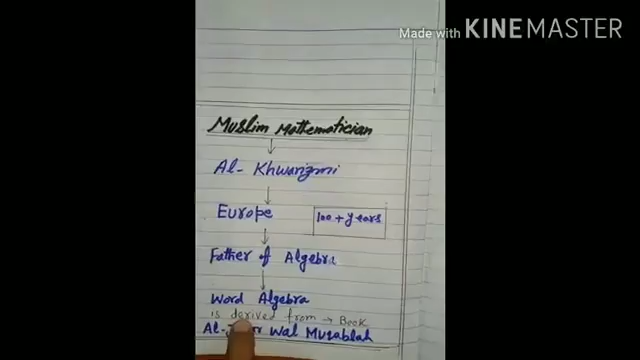 Made with KINEMASTER
Muslim Mathematician
Al- Khwarizmi
Europe
100 + years
Father of Algebra
Word Algebra
is derived from → Book
Wal Muqablah